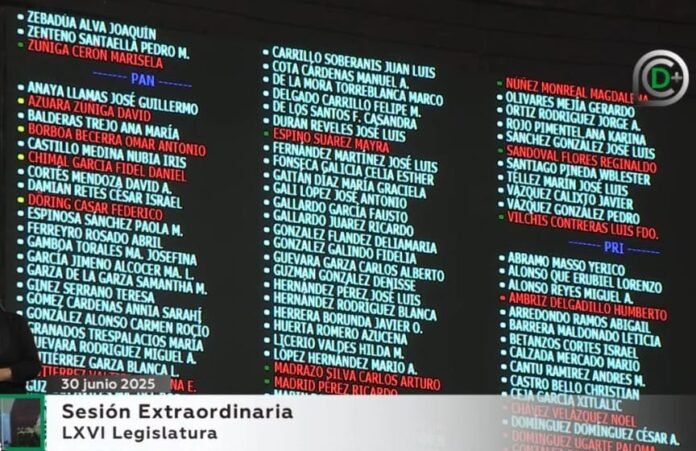 ZEBADÚA ALVA JOAQUÍN
ZENTENO SANTAELLA PEDRO M.
ZUÑIGA CERÓN MARISELA
------- PAN -------
ANAYA LLAMAS JOSÉ GUILLERMO
AZUARA ZUÑIGA DAVID
BALDERAS TREJO ANA MARÍA
BORBOA BECERRA OMAR ANTONIO
CASTILLO MEDINA NUBIA IRIS
CHIMAL GARCÍA FIDEL DANIEL
CORTÉS MENDOZA DAVID A.
DAMIAN RETES CÉSAR ISRAEL
DÖRING CASAR FEDERICO
ESPINOSA SÁNCHEZ PAOLA M.
FERREYRO ROSADO ABRIL
GAMBOA TORALES MA. JOSEFINA
GARCÍA JIMENO ALCOCER MA. L.
GARZA DE LA GARZA SAMANTHA M.
GINEZ SERRANO TERESA
GÓMEZ CÁRDENAS ANNIA SARAHÍ
GONZÁLEZ ALONSO CARMEN ROCÍO
GRANADOS TRESPALACIOS MARÍA
GUEVARA RODRÍGUEZ MIGUEL A.
GUTIÉRREZ GARZA BLANCA L.
GUTIÉRREZ
CARRILLO SOBERANIS JUAN LUIS
COTA CÁRDENAS MANUEL A.
DE LA MORA TORREBLANCA MARCO
DELGADO CARRILLO FELIPE M.
DE LOS SANTOS F. CASANDRA
DURÁN REVELES JOSÉ LUIS
ESPINO SUÁREZ MAYRA
FERNÁNDEZ MARTÍNEZ JOSÉ LUIS
FONSECA GALICIA CELIA ESTHER
GAITÁN DÍAZ MARÍA GRACIELA
GALI LÓPEZ JOSÉ ANTONIO
GALLARDO GARCÍA FAUSTO
GALLARDO JUÁREZ RICARDO
GONZÁLEZ FLANDEZ DELIAMARIA
GONZÁLEZ GALINDO FIDELIA
GUEVARA GARZA CARLOS ALBERTO
GUZMÁN GONZÁLEZ DENISSE
HERNÁNDEZ PÉREZ JOSÉ LUIS
HERNÁNDEZ RODRÍGUEZ BLANCA
HERRERA BORUNDA JAVIER O.
HUERTA ROMERO AZUCENA
LICERIO VALDÉS HILDA M.
LÓPEZ HERNÁNDEZ MARIO A.
MADRAZO SILVA CARLOS ARTURO
MADRID PÉREZ RICARDO
NÚÑEZ MONREAL MAGDALENA
OLIVARES MEJÍA GERARDO
ORTIZ RODRÍGUEZ JORGE A.
ROJO PIMENTEL ANA KARINA
SÁNCHEZ GONZÁLEZ JOSÉ LUIS
SANDOVAL FLORES REGINALDO
SANTIAGO PINEDA WBLESTER
TÉLLEZ MARÍN JOSÉ LUIS
VÁZQUEZ CALIXTO JAVIER
VÁZQUEZ GONZÁLEZ PEDRO
VILCHIS CONTRERAS LUIS FDO.
------- PRI -------
ABRAMO MASSO YERICO
ALONSO QUE ERUBIEL LORENZO
ALONSO REYES MIGUEL A.
AMBRIZ DELGADILLO HUMBERTO
ARREDONDO RAMOS ABIGAIL
BARRERA MALDONADO LETICIA
BETANZOS CORTÉS ISRAEL
CALZADA MERCADO MARIO
CANTÚ RAMÍREZ ANDRÉS M.
CASTRO BELLO CHRISTIAN
CEJA GARCÍA XITLALIC
CHÁVEZ VELÁZQUEZ NOEL
DOMÍNGUEZ DOMÍNGUEZ CÉSAR A.
DOMÍNGUEZ UGARTE PALOMA
C D +
30 junio 2025
Sesión Extraordinaria
LXVI Legislatura